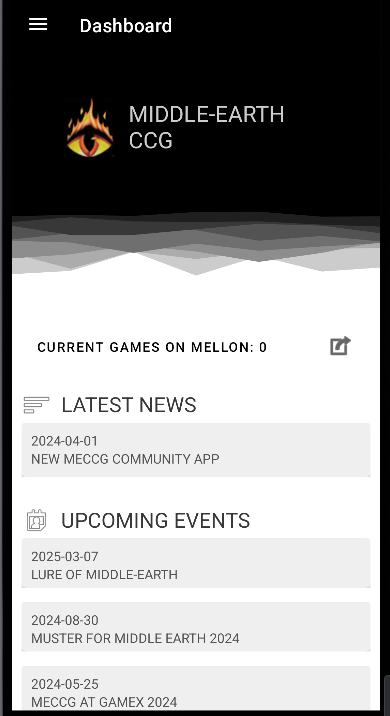 Dashboard
MIDDLE-EARTH
CCG
CURRENT GAMES ON MELLON: 0
LATEST NEWS
2024-04-01
NEW MECCG COMMUNITY APP
UPCOMING EVENTS
2025-03-07
LURE OF MIDDLE-EARTH
2024-08-30
MUSTER FOR MIDDLE EARTH 2024
2024-05-25
MECCG AT GAMEX 2024